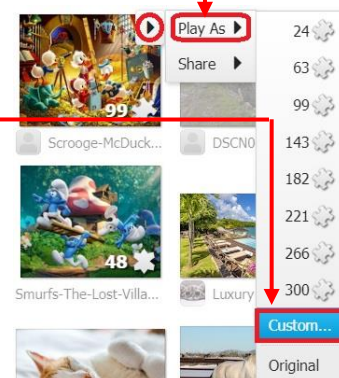 Play As
Share
24
63
99
143
182
221
266
300
Custom...
Original
99
Scrooge-McDuck...
DSCN0
48
Smurfs-The-Lost-Villa...
Luxury